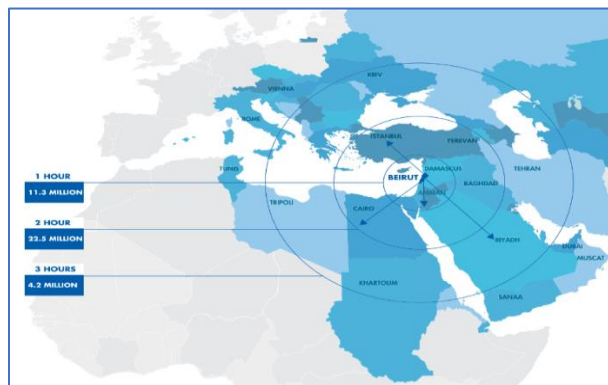 KIEV
VIENNA
ROME
ISTANBUL
YEREVAN
TUNIS
DAMASCUS
TEHRAN
BEIRUT
BAGHDAD
1 HOUR
11.3 MILLION
AMMAN
TRIPOLI
CAIRO
2 HOUR
22.5 MILLION
RIYADH
DUBAI
MUSCAT
3 HOURS
4.2 MILLION
KHARTOUM
SANAA